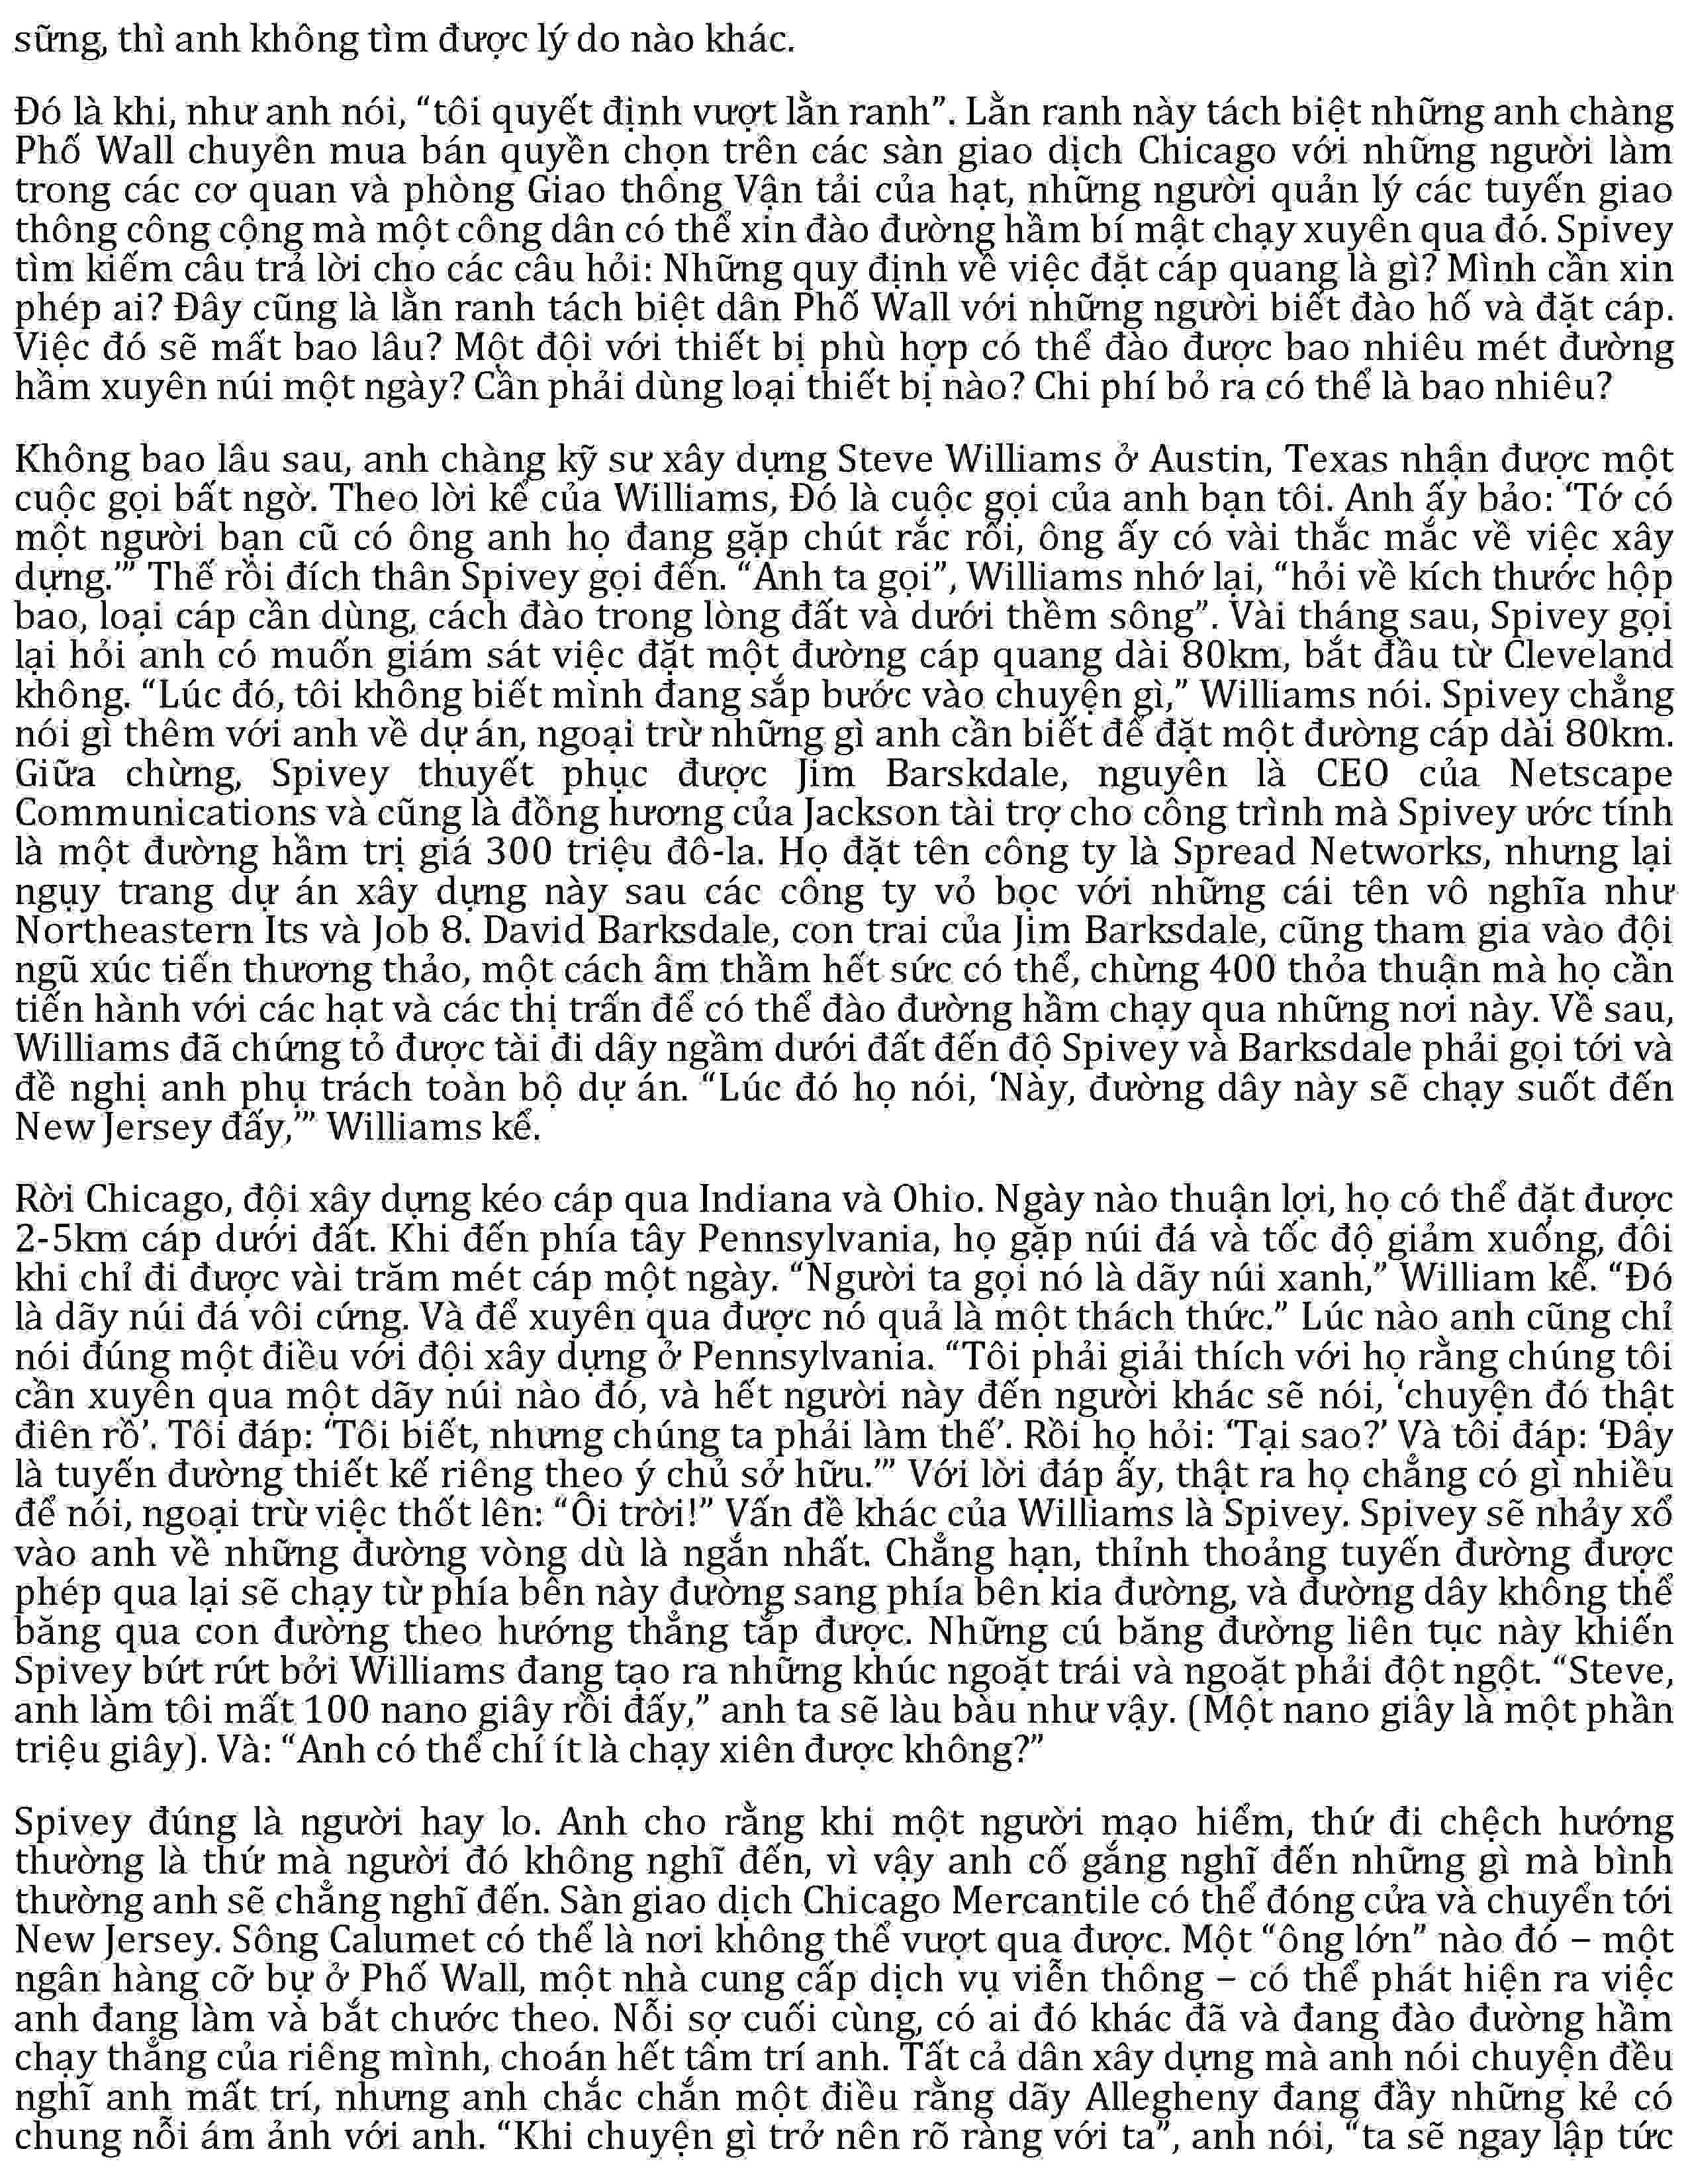 sững, thì anh không tìm được lý do nào khác.
Đó là khi, như anh nói, “tôi quyết định vượt lằn ranh”. Lằn ranh này tách biệt những anh chàng
Phố Wall chuyên mua bán quyền chọn trên các sàn giao dịch Chicago với những người làm
trong các cơ quan và phòng Giao thông Vận tải của hạt, những người quản lý các tuyến giao
thông công cộng mà một công dân có thể xin đào đường hầm bí mật chạy xuyên qua đó. Spivey
tìm kiếm câu trả lời cho các câu hỏi: Những quy định về việc đặt cáp quang là gì? Mình cần xin
phép ai? Đây cũng là lằn ranh tách biệt dân Phố Wall với những người biết đào hố và đặt cáp.
Việc đó sẽ mất bao lâu? Một đội với thiết bị phù hợp có thể đào được bao nhiêu mét đường
hầm xuyên núi một ngày? Cần phải dùng loại thiết bị nào? Chi phí bỏ ra có thể là bao nhiêu?
Không bao lâu sau, anh chàng kỹ sư xây dựng Steve Williams ở Austin, Texas nhận được một
cuộc gọi bất ngờ. Theo lời kể của Williams, Đó là cuộc gọi của anh bạn tôi. Anh ấy bảo: ‘Tớ có
một người bạn cũ có ông anh họ đang gặp chút rắc rối, ông ấy có vài thắc mắc về việc xây
dựng.’” Thế rồi đích thân Spivey gọi đến. “Anh ta gọi”, Williams nhớ lại, “hỏi về kích thước hộp
bao, loại cáp cần dùng, cách đào trong lòng đất và dưới thềm sông”. Vài tháng sau, Spivey gọi
lại hỏi anh có muốn giám sát việc đặt một đường cáp quang dài 80km, bắt đầu từ Cleveland
không. “Lúc đó, tôi không biết mình đang sắp bước vào chuyện gì,” Williams nói. Spivey chẳng
nói gì thêm với anh về dự án, ngoại trừ những gì anh cần biết để đặt một đường cáp dài 80km.
Giữa chừng, Spivey thuyết phục được Jim Barskdale, nguyên là CEO của Netscape
Communications và cũng là đồng hương của Jackson tài trợ cho công trình mà Spivey ước tính
là một đường hầm trị giá 300 triệu đô-la. Họ đặt tên công ty là Spread Networks, nhưng lại
ngụy trang dự án xây dựng này sau các công ty vỏ bọc với những cái tên vô nghĩa như
Northeastern Its và Job 8. David Barksdale, con trai của Jim Barksdale, cũng tham gia vào đội
ngũ xúc tiến thương thảo, một cách âm thầm hết sức có thể, chừng 400 thỏa thuận mà họ cần
tiến hành với các hạt và các thị trấn để có thể đào đường hầm chạy qua những nơi này. Về sau,
Williams đã chứng tỏ được tài đi dây ngầm dưới đất đến độ Spivey và Barksdale phải gọi tới và
đề nghị anh phụ trách toàn bộ dự án. “Lúc đó họ nói, ‘Này, đường dây này sẽ chạy suốt đến
New Jersey đấy,’” Williams kể.
Rời Chicago, đội xây dựng kéo cáp qua Indiana và Ohio. Ngày nào thuận lợi, họ có thể đặt được
2-5km cáp dưới đất. Khi đến phía tây Pennsylvania, họ gặp núi đá và tốc độ giảm xuống, đôi
khi chỉ đi được vài trăm mét cáp một ngày. “Người ta gọi nó là dãy núi xanh,” William kể. “Đó
là dãy núi đá vôi cứng. Và để xuyên qua được nó quả là một thách thức.” Lúc nào anh cũng chỉ
nói đúng một điều với đội xây dựng ở Pennsylvania. “Tôi phải giải thích với họ rằng chúng tôi
cần xuyên qua một dãy núi nào đó, và hết người này đến người khác sẽ nói, ‘chuyện đó thật
điên rồ’. Tôi đáp: ‘Tôi biết, nhưng chúng ta phải làm thế’. Rồi họ hỏi: ‘Tại sao?’ Và tôi đáp: ‘Đây
là tuyến đường thiết kế riêng theo ý chủ sở hữu.’” Với lời đáp ấy, thật ra họ chẳng có gì nhiều
để nói, ngoại trừ việc thốt lên: “Ôi trời!” Vấn đề khác của Williams là Spivey. Spivey sẽ nhảy xổ
vào anh về những đường vòng dù là ngắn nhất. Chẳng hạn, thỉnh thoảng tuyến đường được
phép qua lại sẽ chạy từ phía bên này đường sang phía bên kia đường, và đường dây không thể
băng qua con đường theo hướng thẳng tắp được. Những cú băng đường liên tục này khiến
Spivey bứt rứt bởi Williams đang tạo ra những khúc ngoặt trái và ngoặt phải đột ngột. “Steve,
anh làm tôi mất 100 nano giây rồi đấy,” anh ta sẽ làu bàu như vậy. (Một nano giây là một phần
triệu giây). Và: “Anh có thể chí ít là chạy xiên được không?”
Spivey đúng là người hay lo. Anh cho rằng khi một người mạo hiểm, thứ đi chệch hướng
thường là thứ mà người đó không nghĩ đến, vì vậy anh cố gắng nghĩ đến những gì mà bình
thường anh sẽ chẳng nghĩ đến. Sàn giao dịch Chicago Mercantile có thể đóng cửa và chuyển tới
New Jersey. Sông Calumet có thể là nơi không thể vượt qua được. Một “ông lớn” nào đó – một
ngân hàng cỡ bự ở Phố Wall, một nhà cung cấp dịch vụ viễn thông – có thể phát hiện ra việc
anh đang làm và bắt chước theo. Nỗi sợ cuối cùng, có ai đó khác đã và đang đào đường hầm
chạy thẳng của riêng mình, choán hết tâm trí anh. Tất cả dân xây dựng mà anh nói chuyện đều
nghĩ anh mất trí, nhưng anh chắc chắn một điều rằng dãy Allegheny đang đầy những kẻ có
chung nỗi ám ảnh với anh. “Khi chuyện gì trở nên rõ ràng với ta”, anh nói, “ta sẽ ngay lập tức